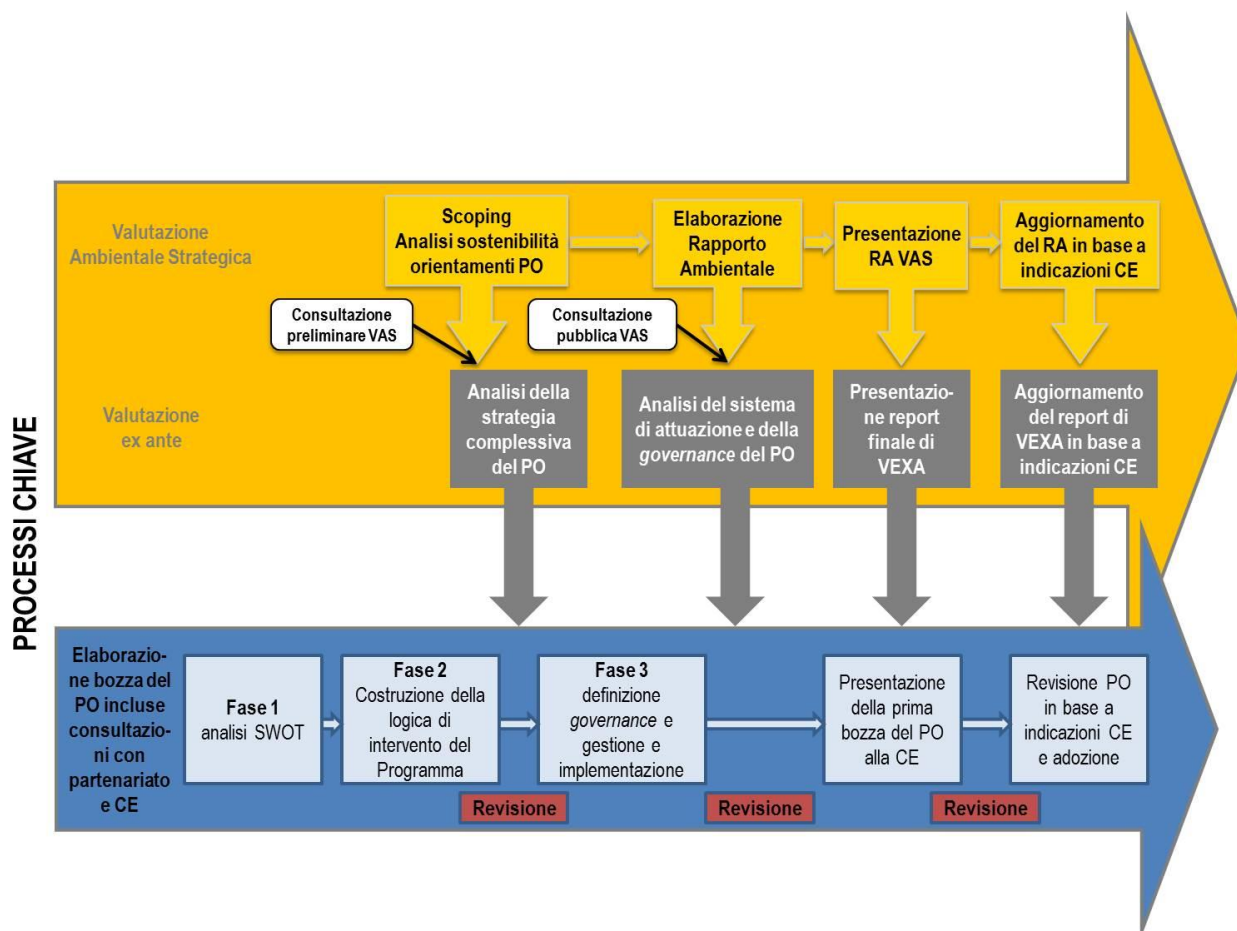 PROCESSI CHIAVE
Valutazione
Ambientale Strategica
Scoping
Analisi sostenibilità
orientamenti PO
Elaborazione
Rapporto
Ambientale
Presentazione
RA VAS
Aggiornamento
del RA in base a
indicazioni CE
Consultazione
preliminare VAS
Consultazione
pubblica VAS
Valutazione
ex ante
Analisi della
strategia
complessiva
del PO
Analisi del sistema
di attuazione e della
governance del PO
Presentazio-
ne report
finale di
VEXA
Aggiornamento
del report di
VEXA in base a
indicazioni CE
Elaborazio-
ne bozza del
PO incluse
consultazio-
ni con
partenariato
e CE
Fase 1
analisi SWOT
Fase 2
Costruzione della
logica di
intervento del
Programma
Fase 3
definizione
governance e
gestione e
implementazione
Presentazione
della prima
bozza del PO
alla CE
Revisione PO
in base a
indicazioni CE
e adozione
Revisione
Revisione
Revisione